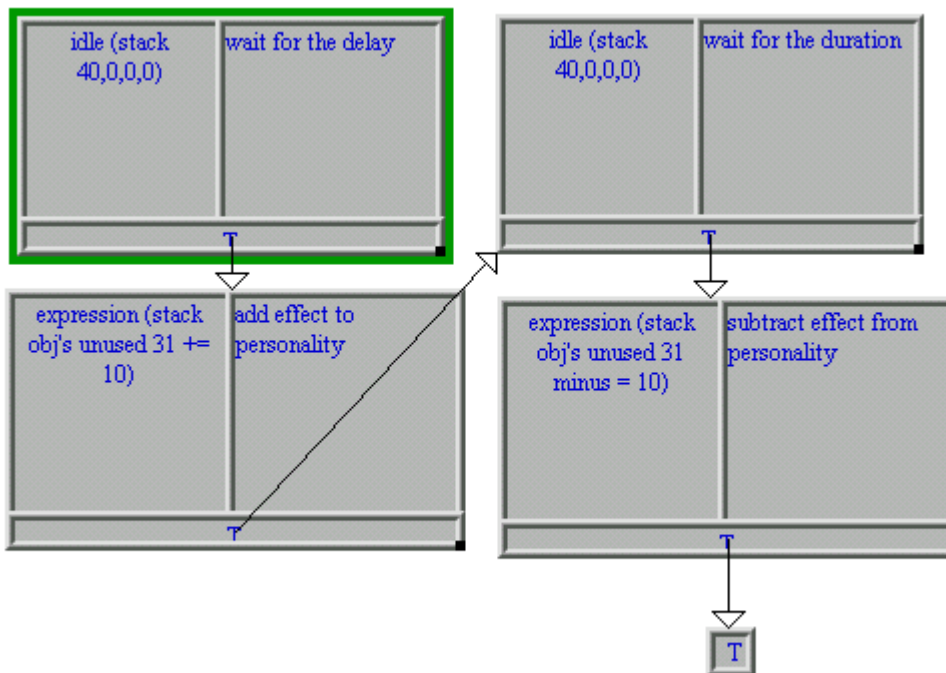 idle (stack
40,0,0,0)
wait for the delay
T
expression (stack
obj's unused 31 +=
10)
add effect to
personality
T
idle (stack
40,0,0,0)
wait for the duration
T
expression (stack
obj's unused 31
minus = 10)
subtract effect from
personality
T
T